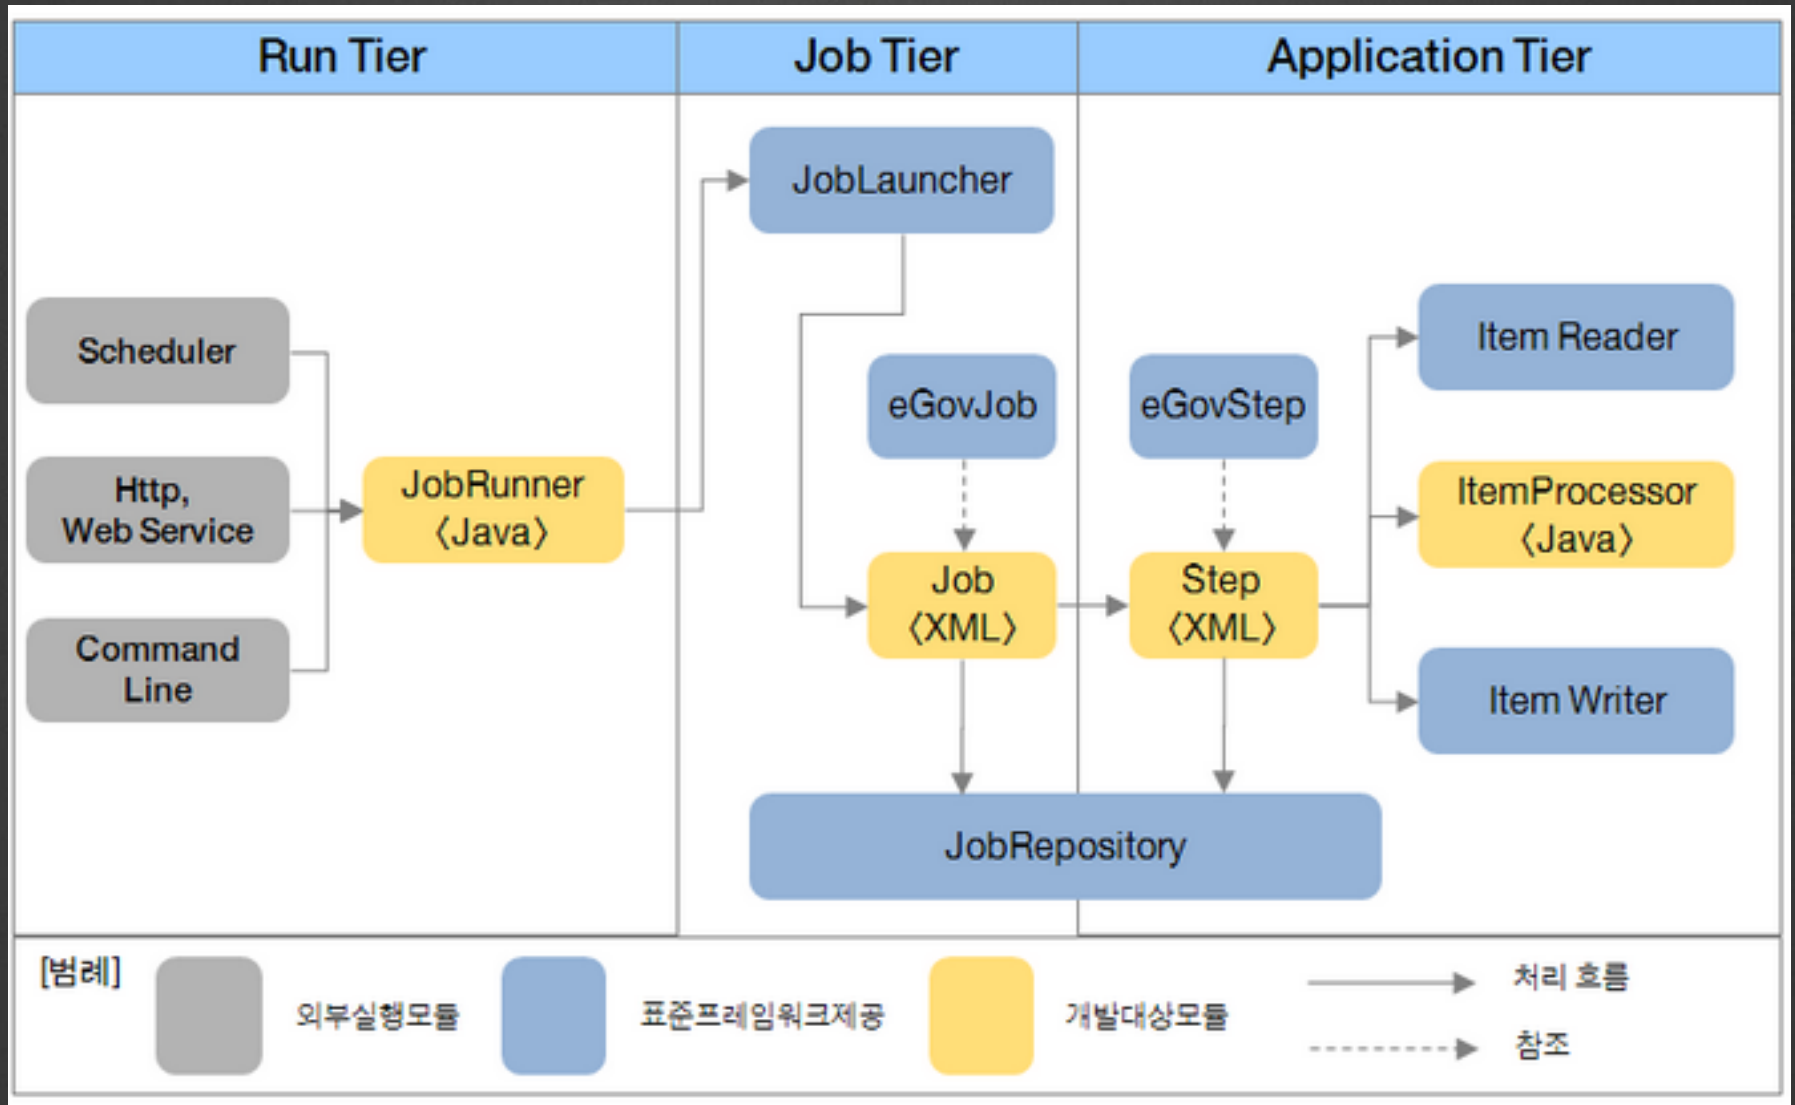 Run Tier
Job Tier
Application Tier
JobLauncher
Scheduler
Http,
Web Service
Command
Line
JobRunner
〈Java〉
eGovJob
eGovStep
Job
〈XML〉
Step
〈XML〉
Item Reader
ItemProcessor
〈Java〉
Item Writer
JobRepository
[범례]
외부실행모듈
표준프레임워크제공
개발대상모듈
처리 흐름
참조